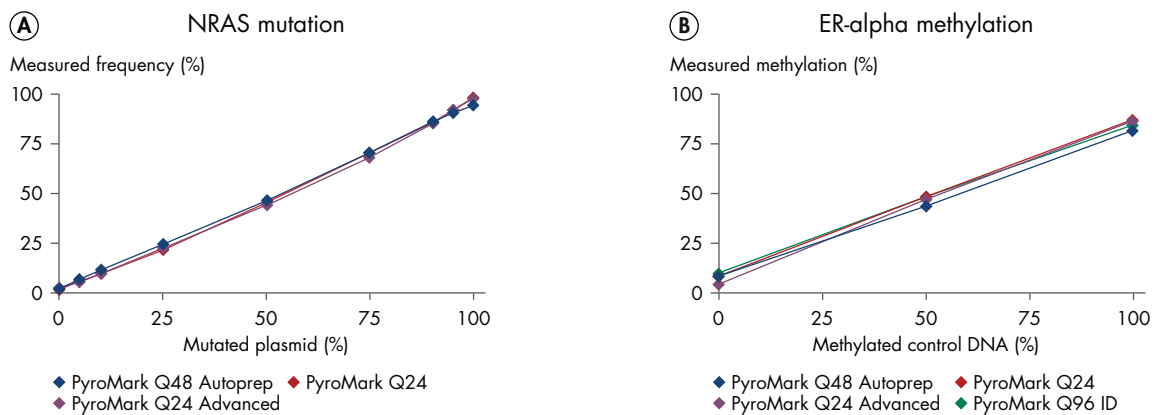 A NRAS mutation
Measured frequency (%)
100
75
50
25
0
0 25 50 75 100
Mutated plasmid (%)
PyroMark Q48 Autoprep PyroMark Q24
PyroMark Q24 Advanced
B ER-alpha methylation
Measured methylation (%)
100
75
50
25
0
0 25 50 75 100
Methylated control DNA (%)
PyroMark Q48 Autoprep PyroMark Q24
PyroMark Q24 Advanced PyroMark Q96 ID